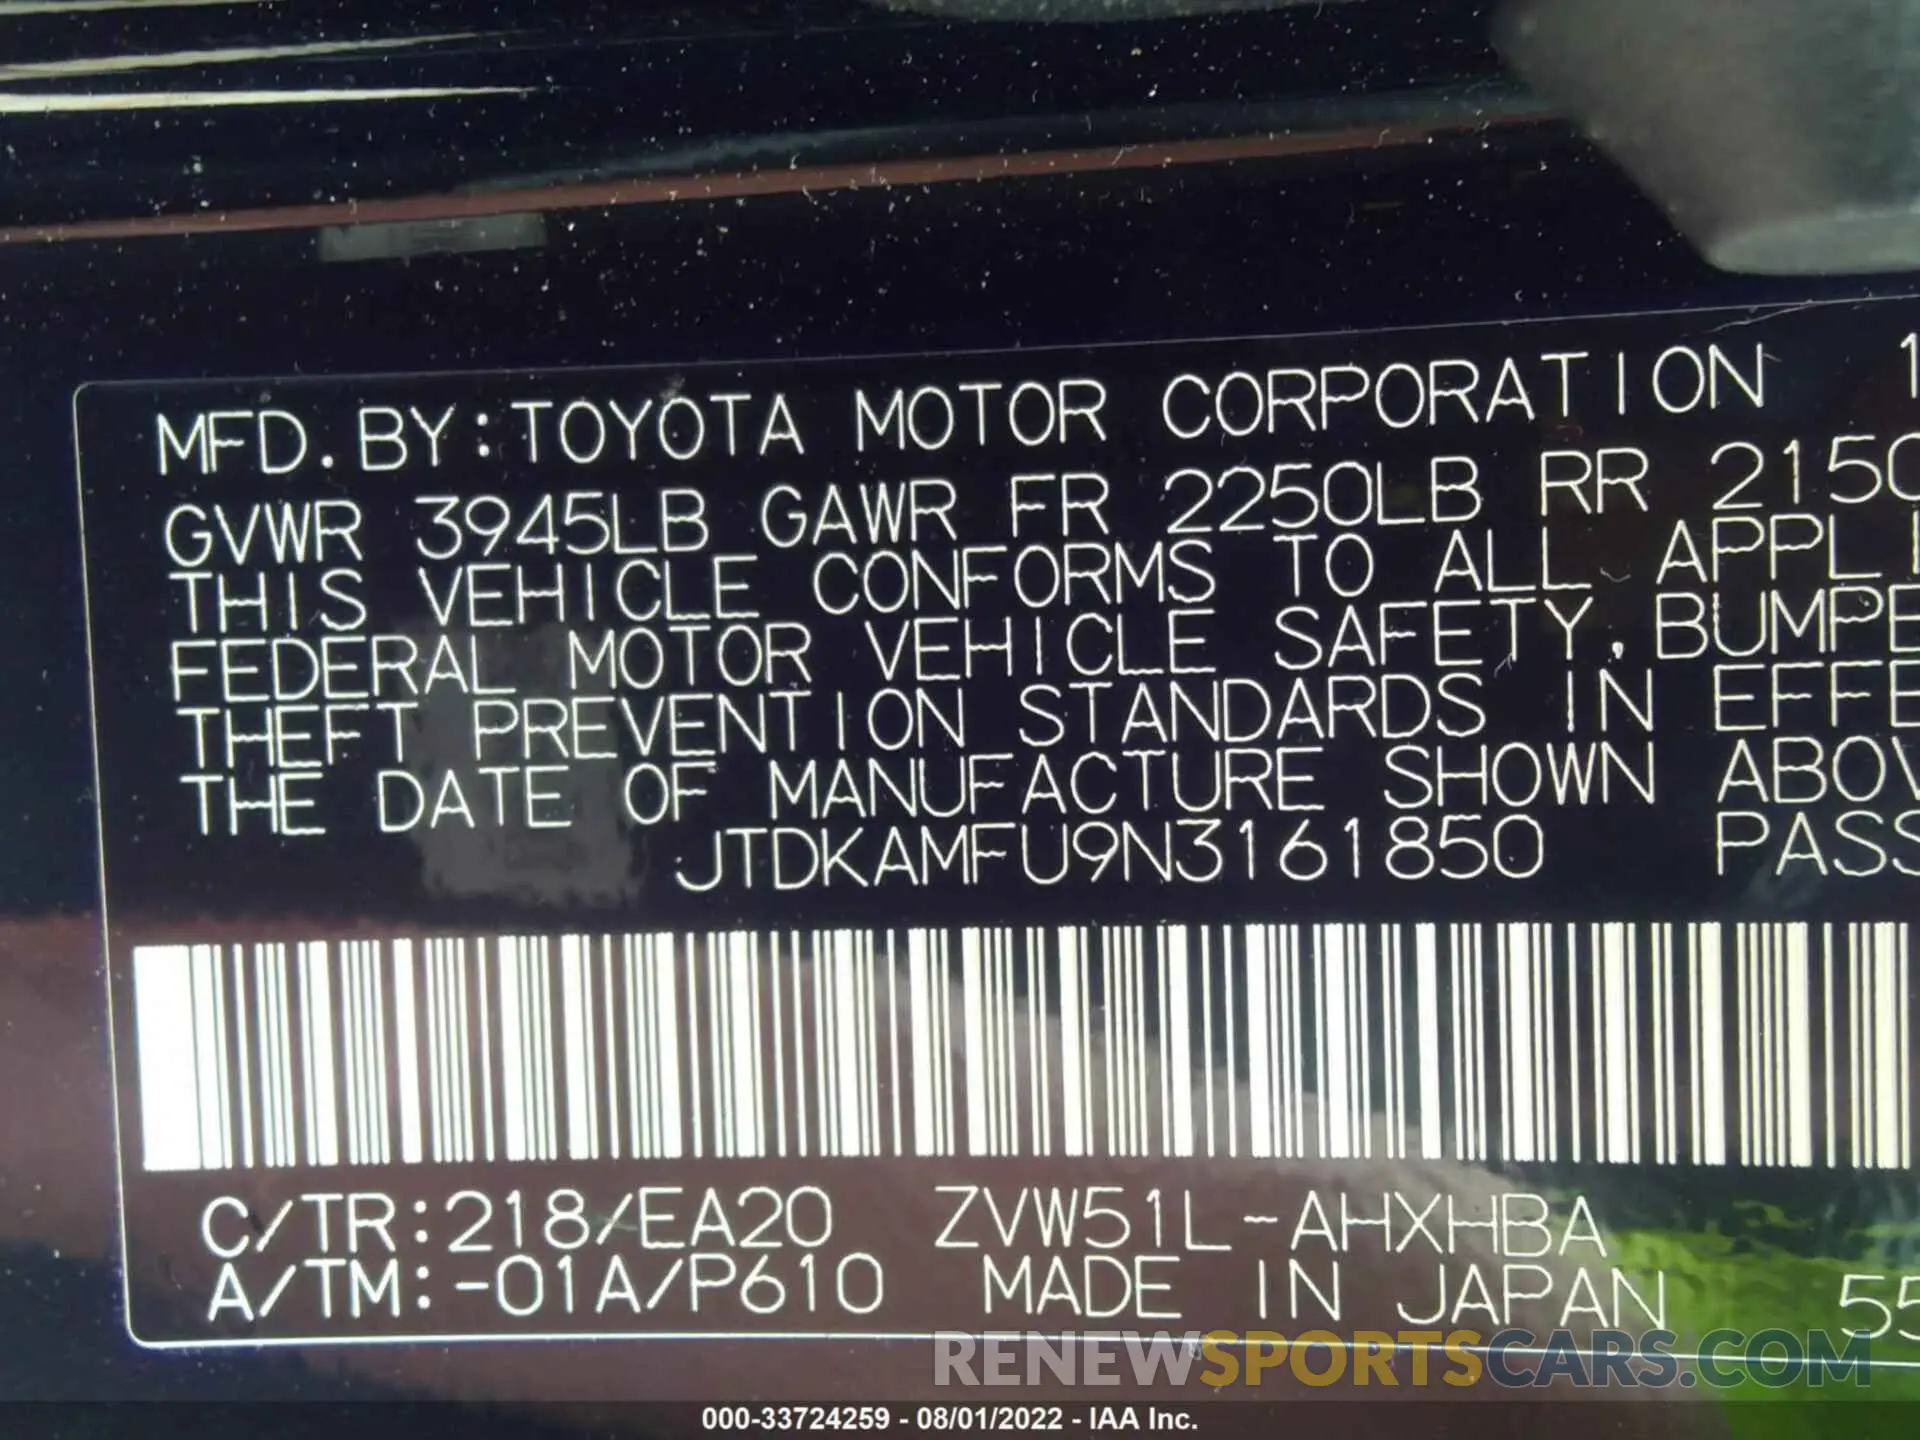 MFD. BY: TOYOTA MOTOR CORPORATION 1
GVWR 3945LB GAWR FR 2250LB RR 2150
THIS VEHICLE CONFORMS TO ALL APPLI
FEDERAL MOTOR VEHICLE SAFETY, BUMPE
THEFT PREVENTION STANDARDS IN EFFE
THE DATE OF MANUFACTURE SHOWN ABOV
JTDKAMFU9N3161850 PASS
C/TR:218/EA20 ZVW51L-AHXHBA
A/TM:-01A/P610 MADE IN JAPAN 55
RENEWSPORTSCARS.COM
000-33724259 - 08/01/2022 - IAA Inc.